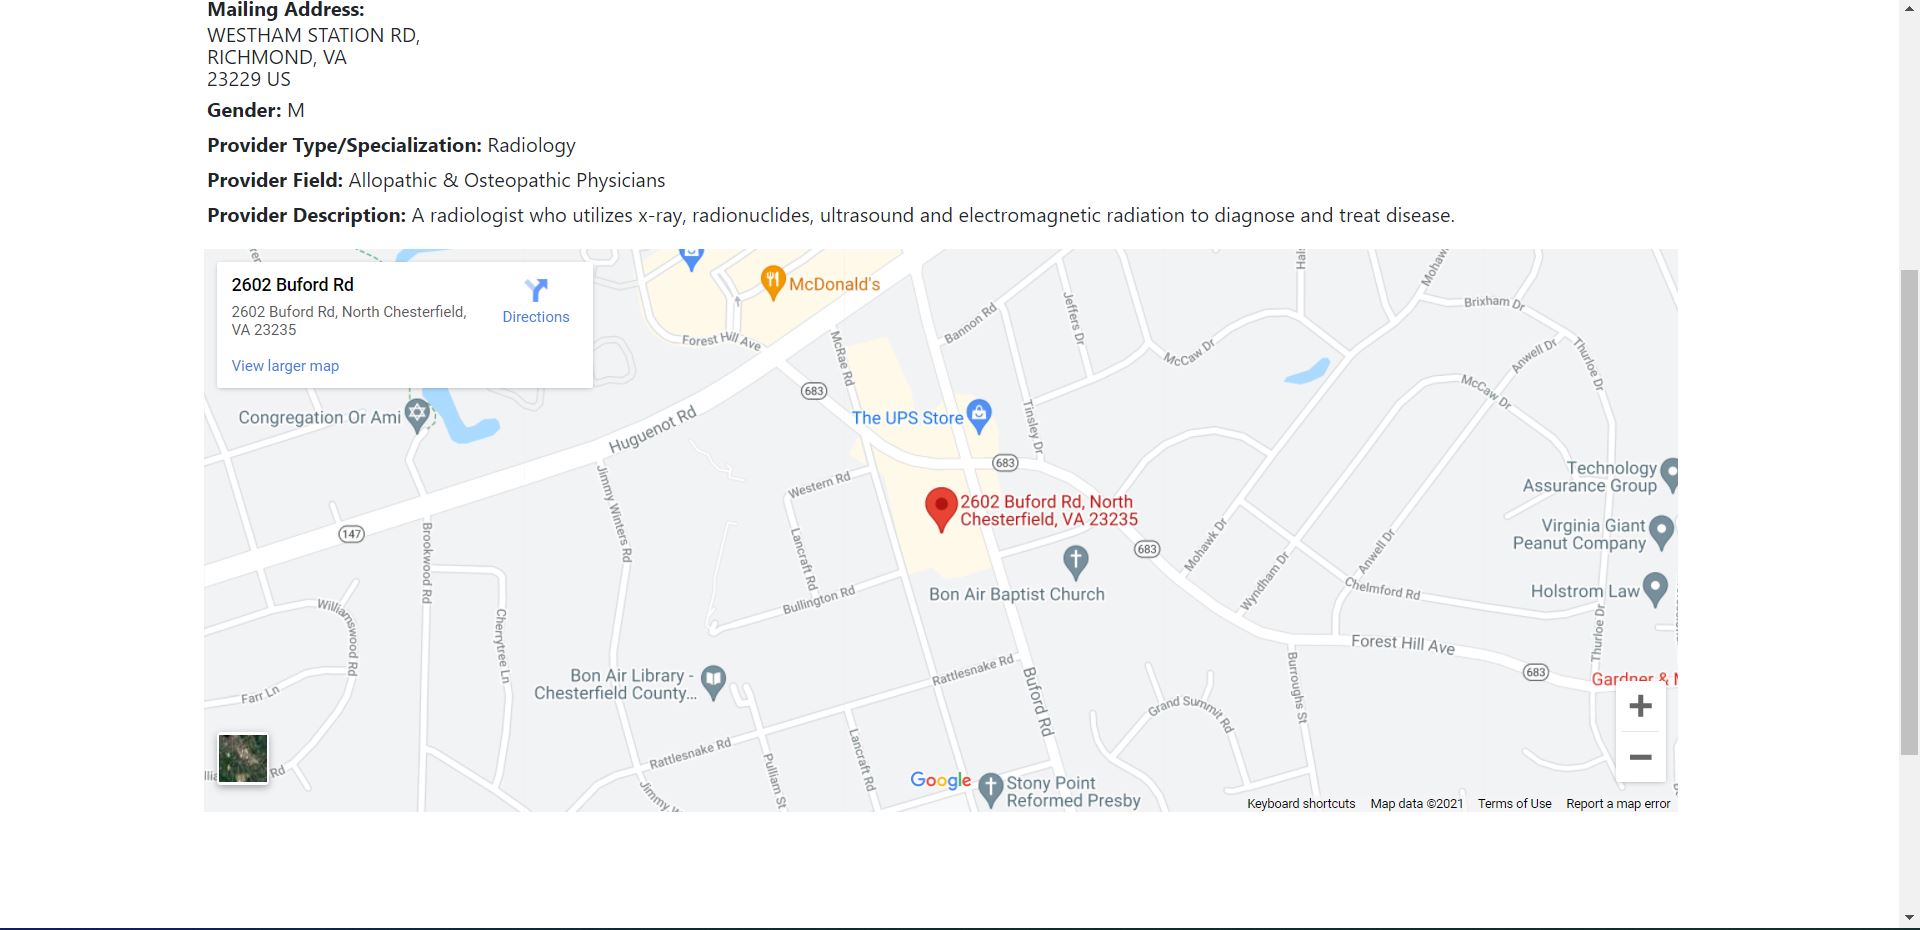 Mailing Address:
WESTHAM STATION RD,
RICHMOND, VA
23229 US
Gender: M
Provider Type/Specialization: Radiology
Provider Field: Allopathic & Osteopathic Physicians
Provider Description: A radiologist who utilizes x-ray, radionuclides, ultrasound and electromagnetic radiation to diagnose and treat disease.
2602 Buford Rd
2602 Buford Rd, North Chesterfield,
VA 23235
Directions
View larger map
McDonald's
Forest Hill Ave
McRae Rd
Bannon Rd
Jeffers Dr
McCaw Dr
Brixham Dr
Anwell Dr
Thurloe Dr
McCaw Dr
683
Congregation Or Ami
Huguenot Rd
The UPS Store
Tinsley Dr
683
Technology
Assurance Group
Western Rd
Jimmy Winters Rd
2602 Buford Rd, North
Chesterfield, VA 23235
147
Brookwood Rd
Lancraft Rd
683
Mohawk Dr
Wyndham Dr
Anwell Dr
Virginia Giant
Peanut Company
Bon Air Baptist Church
Bullington Rd
Chelmford Rd
Holstrom Law
Williamswood Rd
Cherrytree Ln
Thurloe Dr
Forest Hill Ave
Bon Air Library -
Chesterfield County...
Rattlesnake Rd
Buford Rd
Burroughs St
683
Gardner &
Farr Ln
Grand Summit Rd
Rattlesnake Rd
Pulliam St
Lancraft Rd
Rd
Google
Stony Point
Reformed Presby
Keyboard shortcuts Map data ©2021 Terms of Use Report a map error